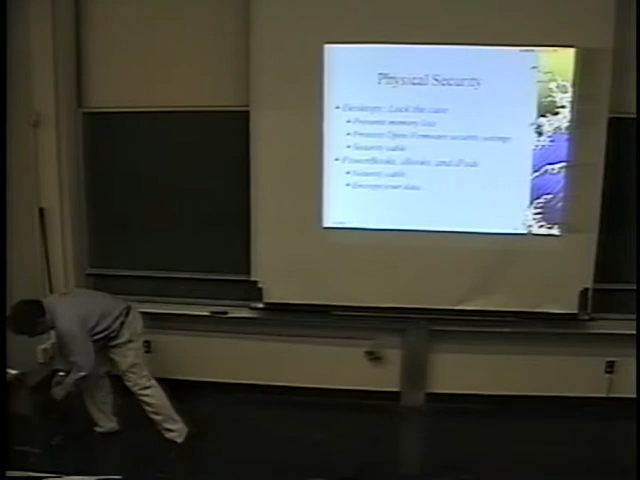 Physical Security
Desktops: Lock the case
Prevents memory loss
Protects Open Firmware security settings
Security cable
PowerBooks, iBooks, and iPods
Security cable
Encrypt your data